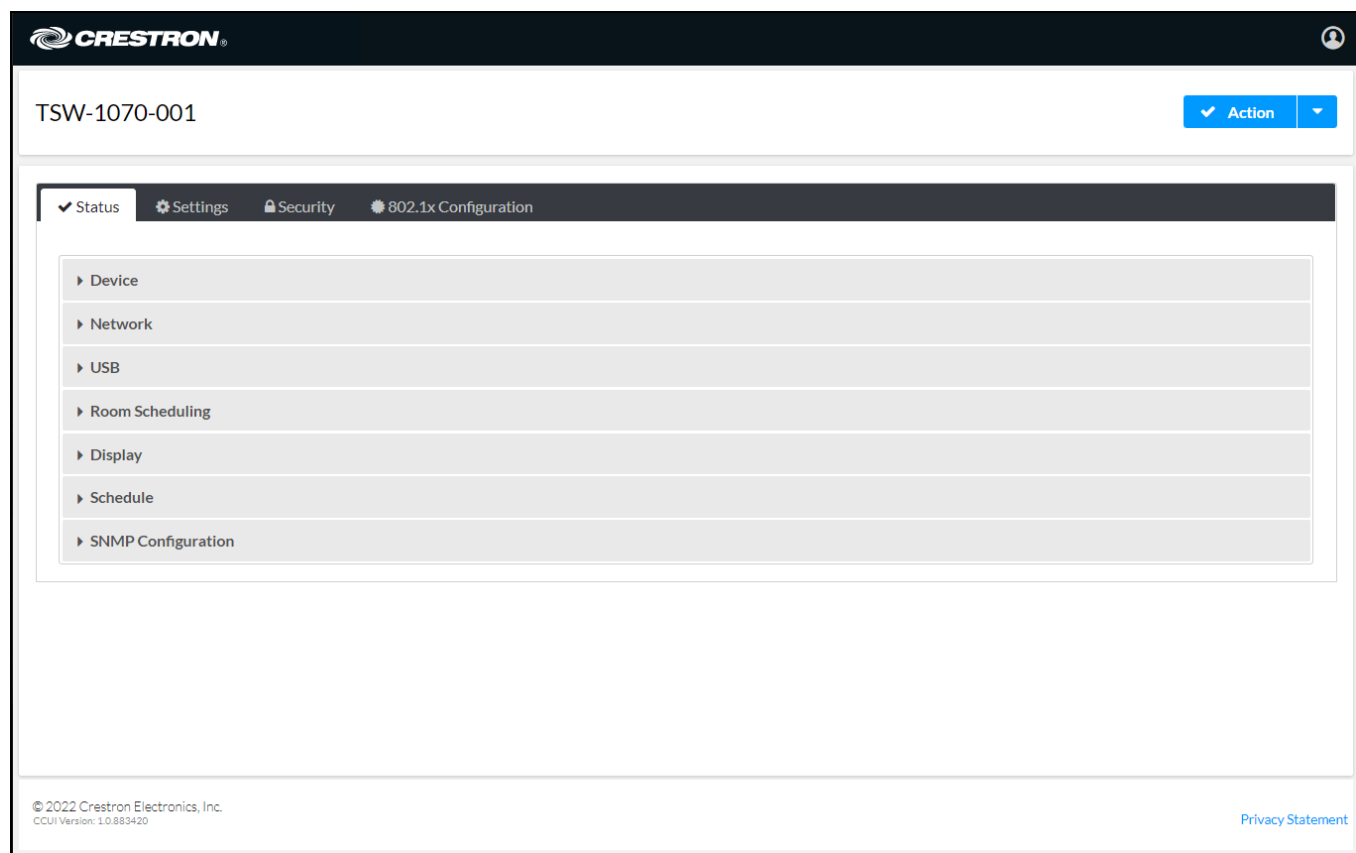 CRESTRON®
TSW-1070-001
Action
Status Settings Security 802.1x Configuration
Device
Network
USB
Room Scheduling
Display
Schedule
SNMP Configuration
© 2022 Crestron Electronics, Inc.
CCUI Version: 1.0.883420
Privacy Statement